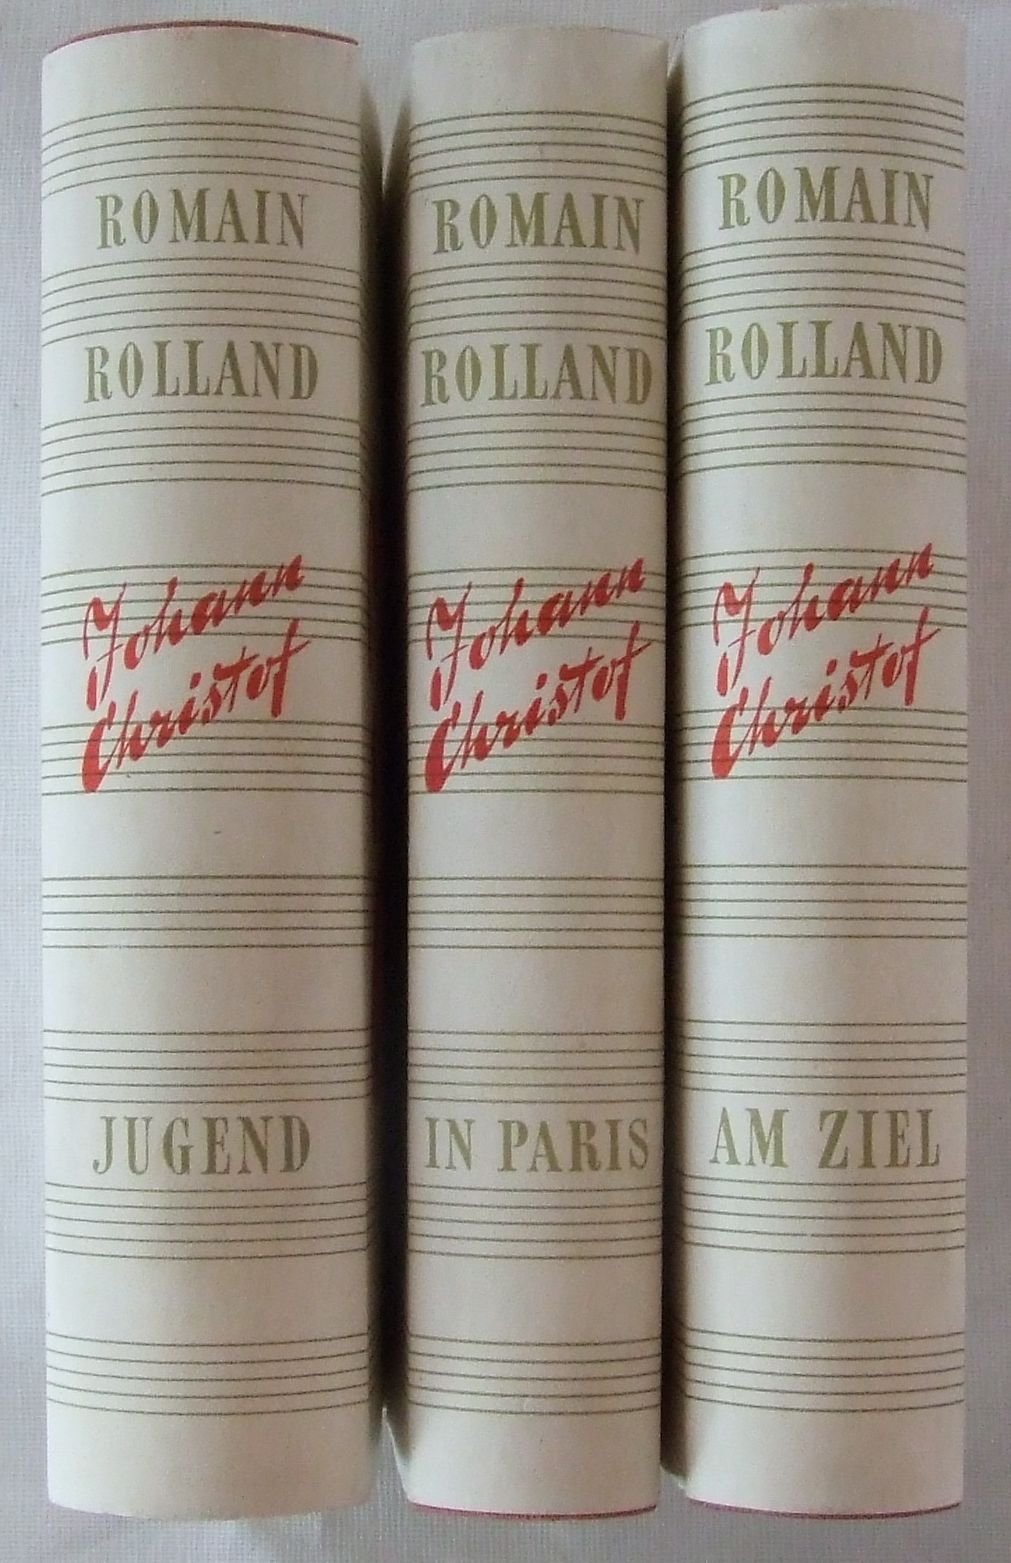 ROMAIN
ROLLAND
Johann
Christof
JUGEND
ROMAIN
ROLLAND
Johann
Christof
IN PARIS
ROMAIN
ROLLAND
Johann
Christof
AM ZIEL